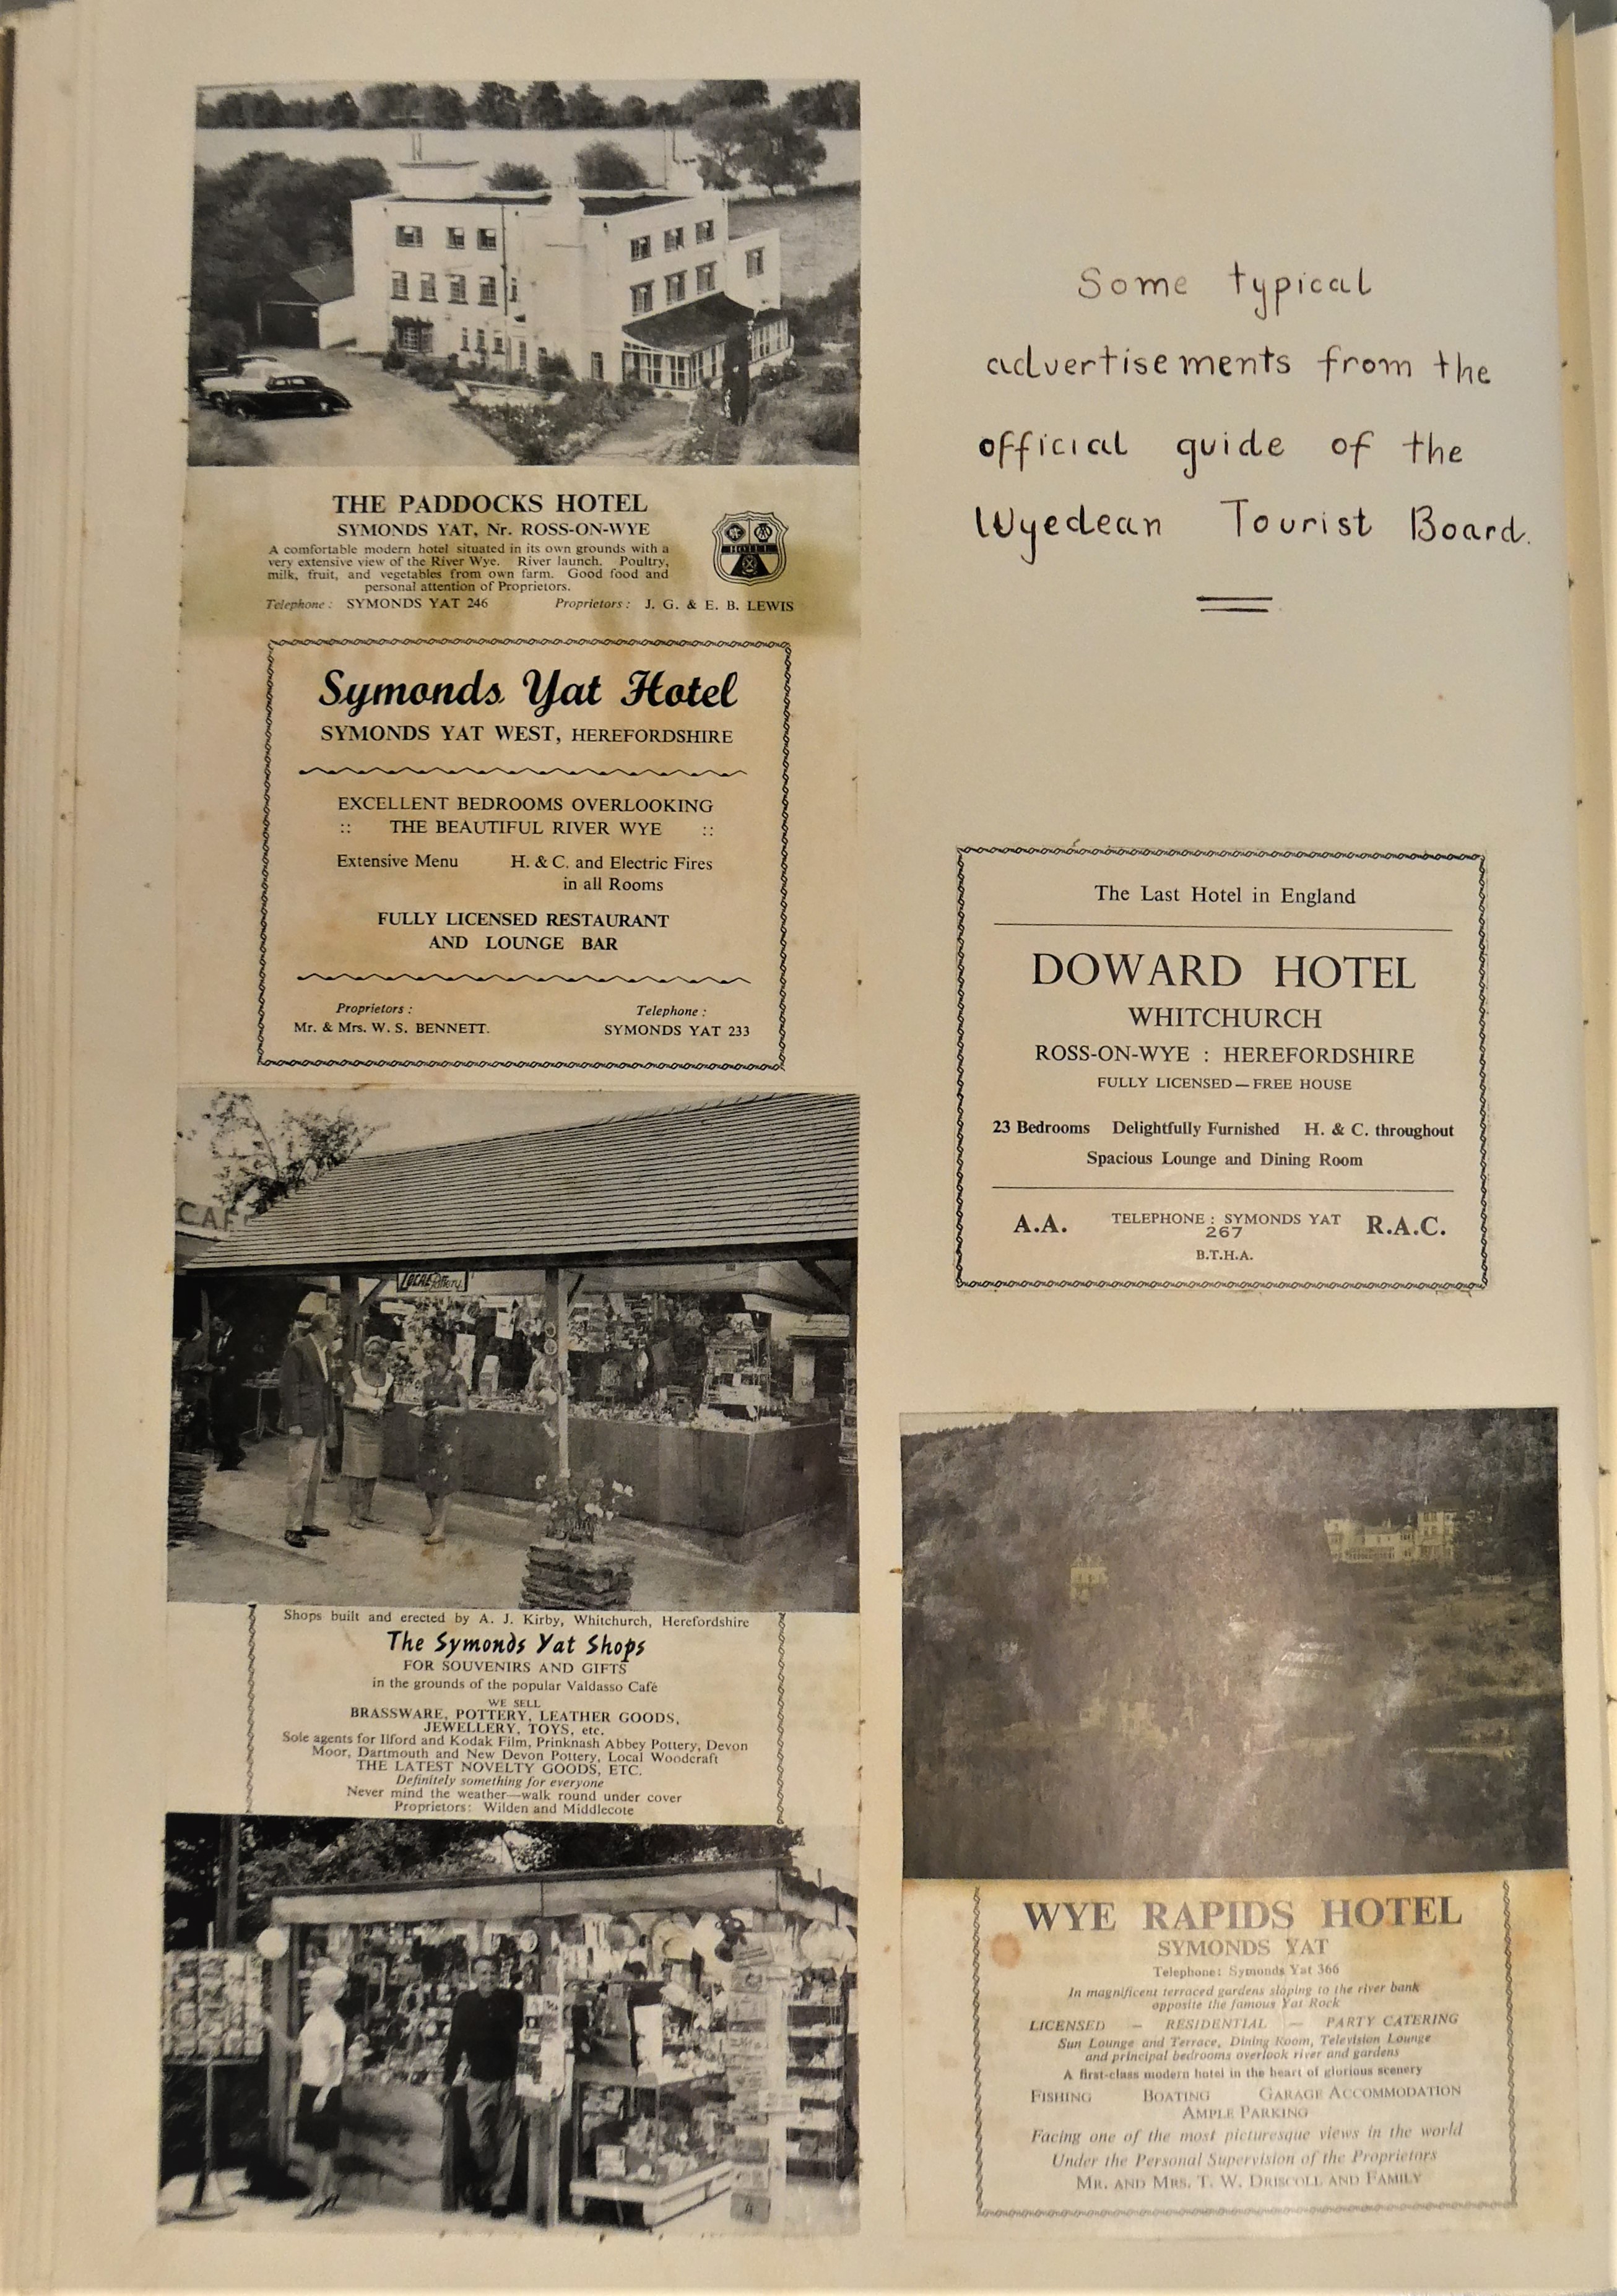 THE PADDOCKS HOTEL
SYMONDS YAT, Nr. ROSS-ON-WYE
A comfortable modern hotel situated in its own grounds with a
very extensive view of the River Wye. River launch. Poultry,
milk, fruit, and vegetables from own farm. Good food and
personal attention of Proprietors.
Telephone: SYMONDS YAT 246 Proprietors: J. G. & E. B. LEWIS
HOTEL
Symonds Yat Hotel
SYMONDS YAT WEST, HEREFORDSHIRE
EXCELLENT BEDROOMS OVERLOOKING
:: THE BEAUTIFUL RIVER WYE ::
Extensive Menu H. & C. and Electric Fires
in all Rooms
FULLY LICENSED RESTAURANT
AND LOUNGE BAR
Proprietors: Telephone:
Mr. & Mrs. W. S. BENNETT. SYMONDS YAT 233
CAF
LOCAL Pottery
Shops built and erected by A. J. Kirby, Whitchurch, Herefordshire
The Symonds Yat Shops
FOR SOUVENIRS AND GIFTS
in the grounds of the popular Valdasso Café
WE SELL
BRASSWARE, POTTERY, LEATHER GOODS,
JEWELLERY, TOYS, etc.
Sole agents for Ilford and Kodak Film, Prinknash Abbey Pottery, Devon
Moor, Dartmouth and New Devon Pottery, Local Woodcraft
THE LATEST NOVELTY GOODS, ETC.
Definitely something for everyone
Never mind the weather—walk round under cover
Proprietors: Wilden and Middlecote
Some typical
advertisements from the
official guide of the
Wyedean Tourist Board.
The Last Hotel in England
DOWARD HOTEL
WHITCHURCH
ROSS-ON-WYE : HEREFORDSHIRE
FULLY LICENSED—FREE HOUSE
23 Bedrooms Delightfully Furnished H. & C. throughout
Spacious Lounge and Dining Room
A.A. TELEPHONE: SYMONDS YAT R.A.C.
267
B.T.H.A.
WYE RAPIDS HOTEL
SYMONDS YAT
Telephone: Symonds Yat 366
In magnificent terraced gardens sloping to the river bank
opposite the famous Yat Rock
LICENSED – RESIDENTIAL – PARTY CATERING
Sun Lounge and Terrace, Dining Room, Television Lounge
and principal bedrooms overlook river and gardens
A first-class modern hotel in the heart of glorious scenery
FISHING BOATING GARAGE ACCOMMODATION
AMPLE PARKING
Facing one of the most picturesque views in the world
Under the Personal Supervision of the Proprietors
MR. AND MRS. T. W. DRISCOLL AND FAMILY